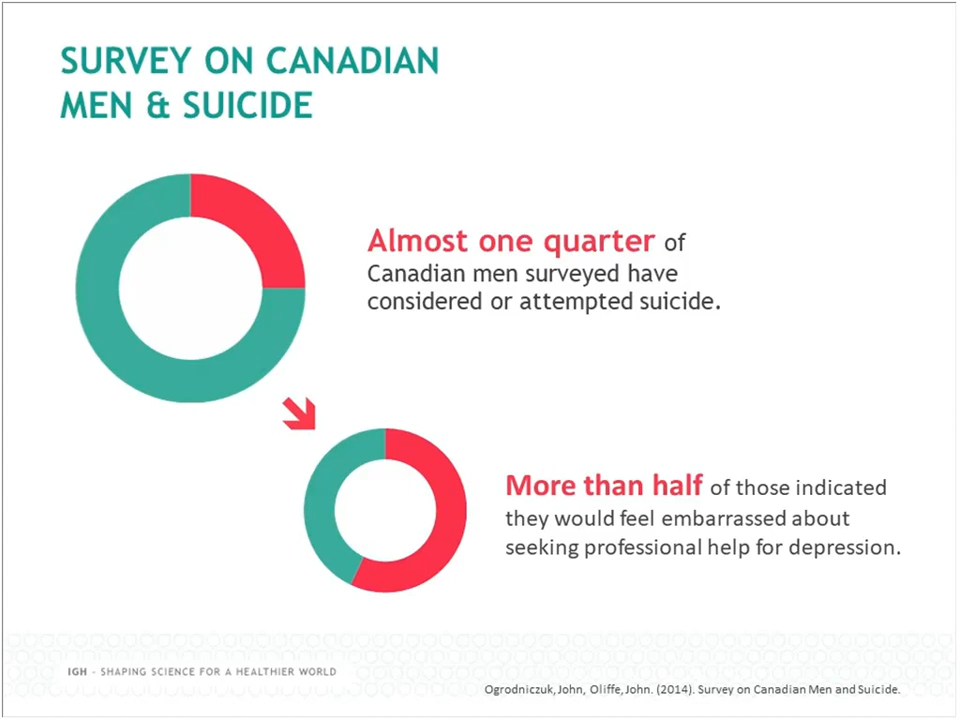 SURVEY ON CANADIAN
MEN & SUICIDE
Almost one quarter of
Canadian men surveyed have
considered or attempted suicide.
More than half of those indicated
they would feel embarrassed about
seeking professional help for depression.
IGH - SHAPING SCIENCE FOR A HEALTHIER WORLD
Ogrodniczuk, John, Oliffe, John. (2014). Survey on Canadian Men and Suicide.